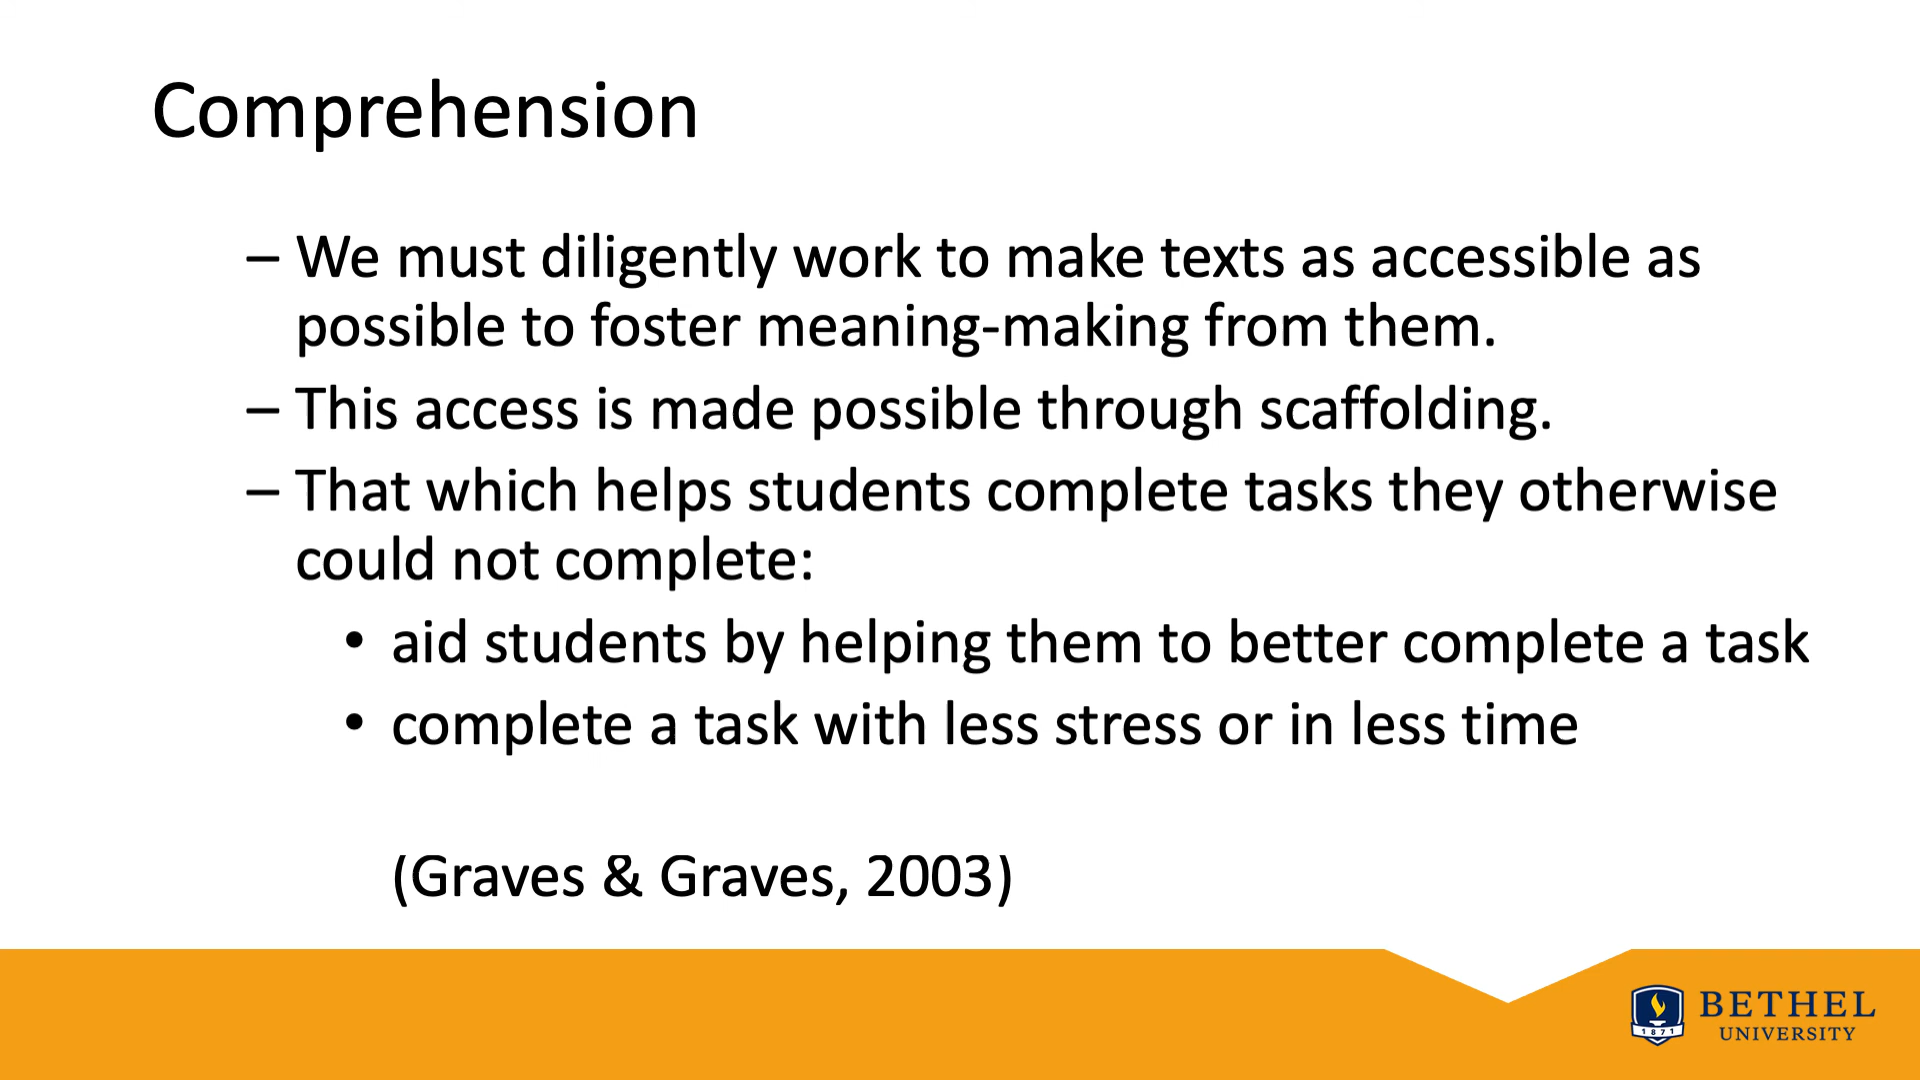 Comprehension
– We must diligently work to make texts as accessible as
possible to foster meaning-making from them.
– This access is made possible through scaffolding.
– That which helps students complete tasks they otherwise
could not complete:
• aid students by helping them to better complete a task
• complete a task with less stress or in less time
(Graves & Graves, 2003)
1871
BETHEL
UNIVERSITY